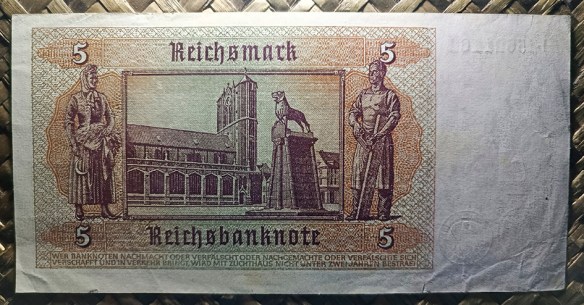 5 Reichsmark 5
5 Reichsbanknote 5
WER BANKNOTEN NACHMACHT ODER VERFÄLSCHT ODER NACHGEMACHTE ODER VERFÄLSCHTE SICH
VERSCHAFFT UND IN VERKEHR BRINGT, WIRD MIT ZUCHTHAUS NICHT UNTER ZWEI JAHREN BESTRAFT